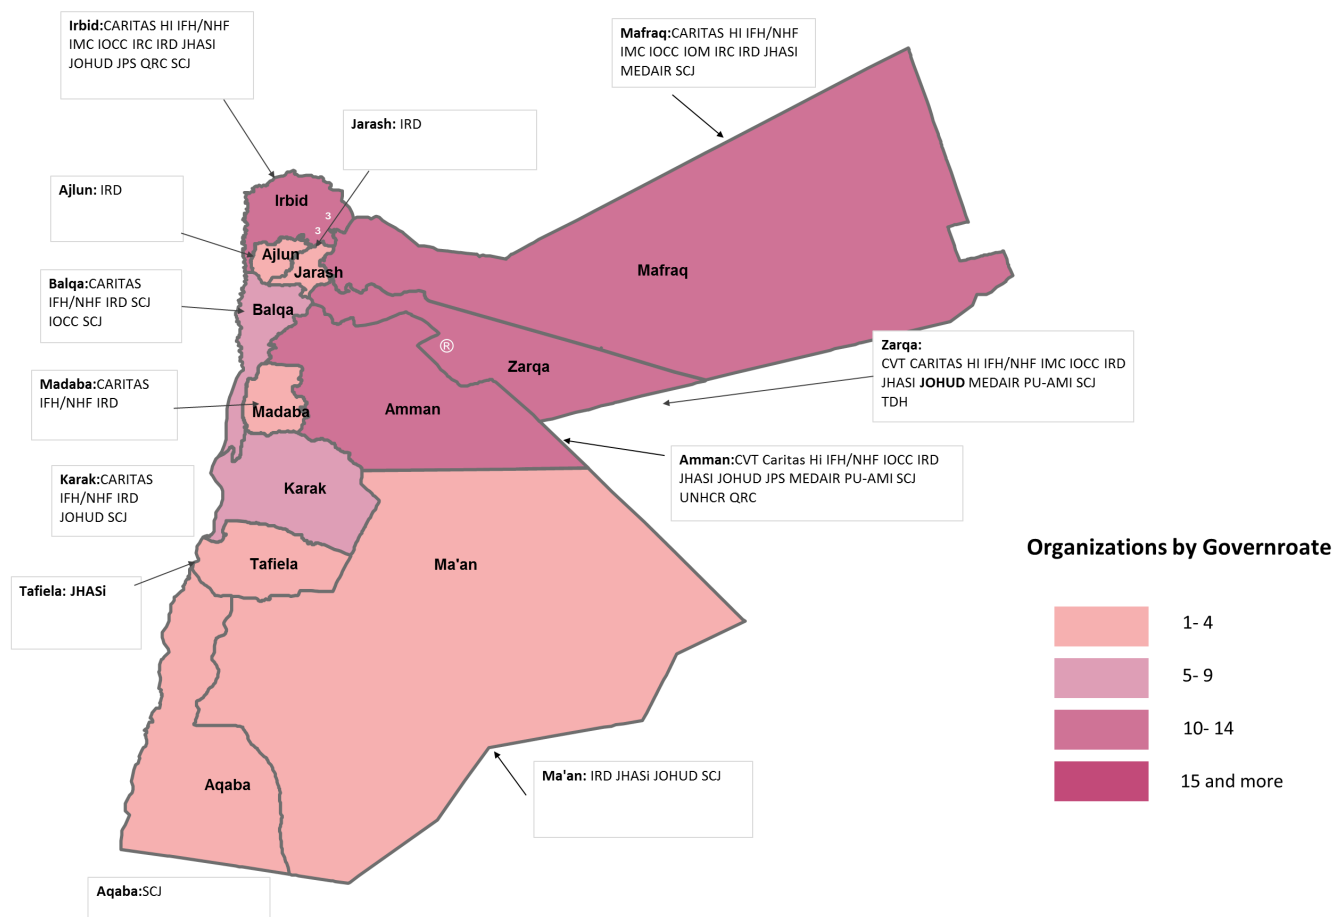 Irbid:CARITAS HI IFH/NHF
IMC IOCC IRC IRD JHASI
JOHUD JPS QRC SCJ
Mafraq:CARITAS HI IFH/NHF
IMC IOCC IOM IRC IRD JHASI
MEDAIR SCJ
Jarash: IRD
Ajlun: IRD
Irbid
3
3
Ajlun
Jarash
Mafraq
Balqa:CARITAS
IFH/NHF IRD SCJ
IOCC SCJ
Balqa
®
Zarqa
Zarqa:
CVT CARITAS HI IFH/NHF IMC IOCC IRD
JHASI JOHUD MEDAIR PU-AMI SCJ
TDH
Madaba:CARITAS
IFH/NHF IRD
Madaba
Amman
Amman:CVT Caritas Hi IFH/NHF IOCC IRD
JHASI JOHUD JPS MEDAIR PU-AMI SCJ
UNHCR QRC
Karak:CARITAS
IFH/NHF IRD
JOHUD SCJ
Karak
Tafiela
Ma'an
Tafiela: JHASi
Organizations by Governroate
1- 4
5- 9
10- 14
15 and more
Aqaba
Ma'an: IRD JHASi JOHUD SCJ
Aqaba:SCJ